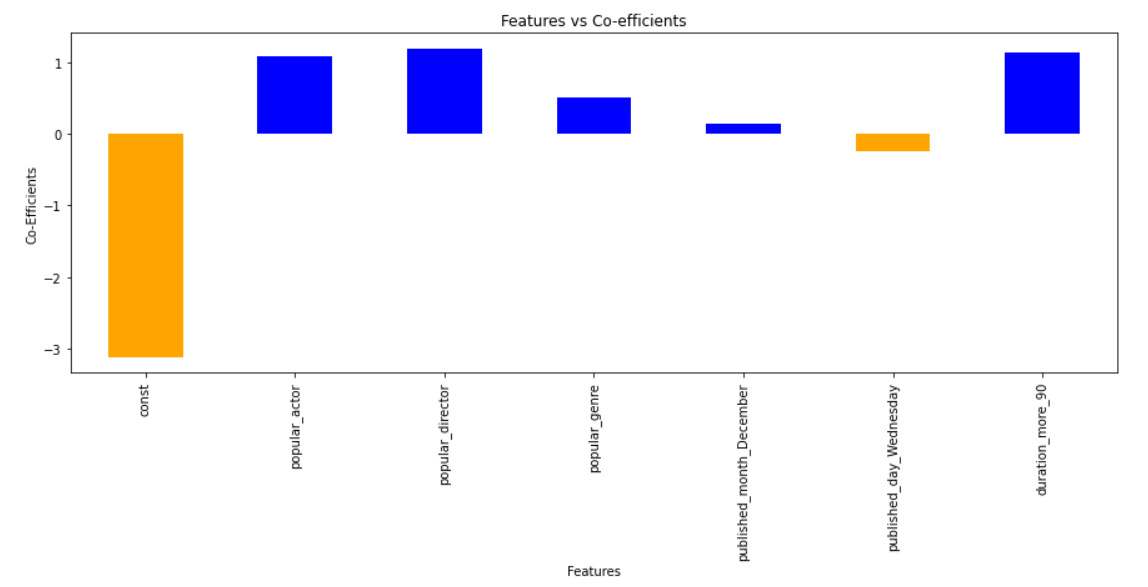 Features vs Co-efficients
1
0
−1
−2
−3
Co-Efficients
const
popular_actor
popular_director
popular_genre
published_month_December
published_day_Wednesday
duration_more_90
Features